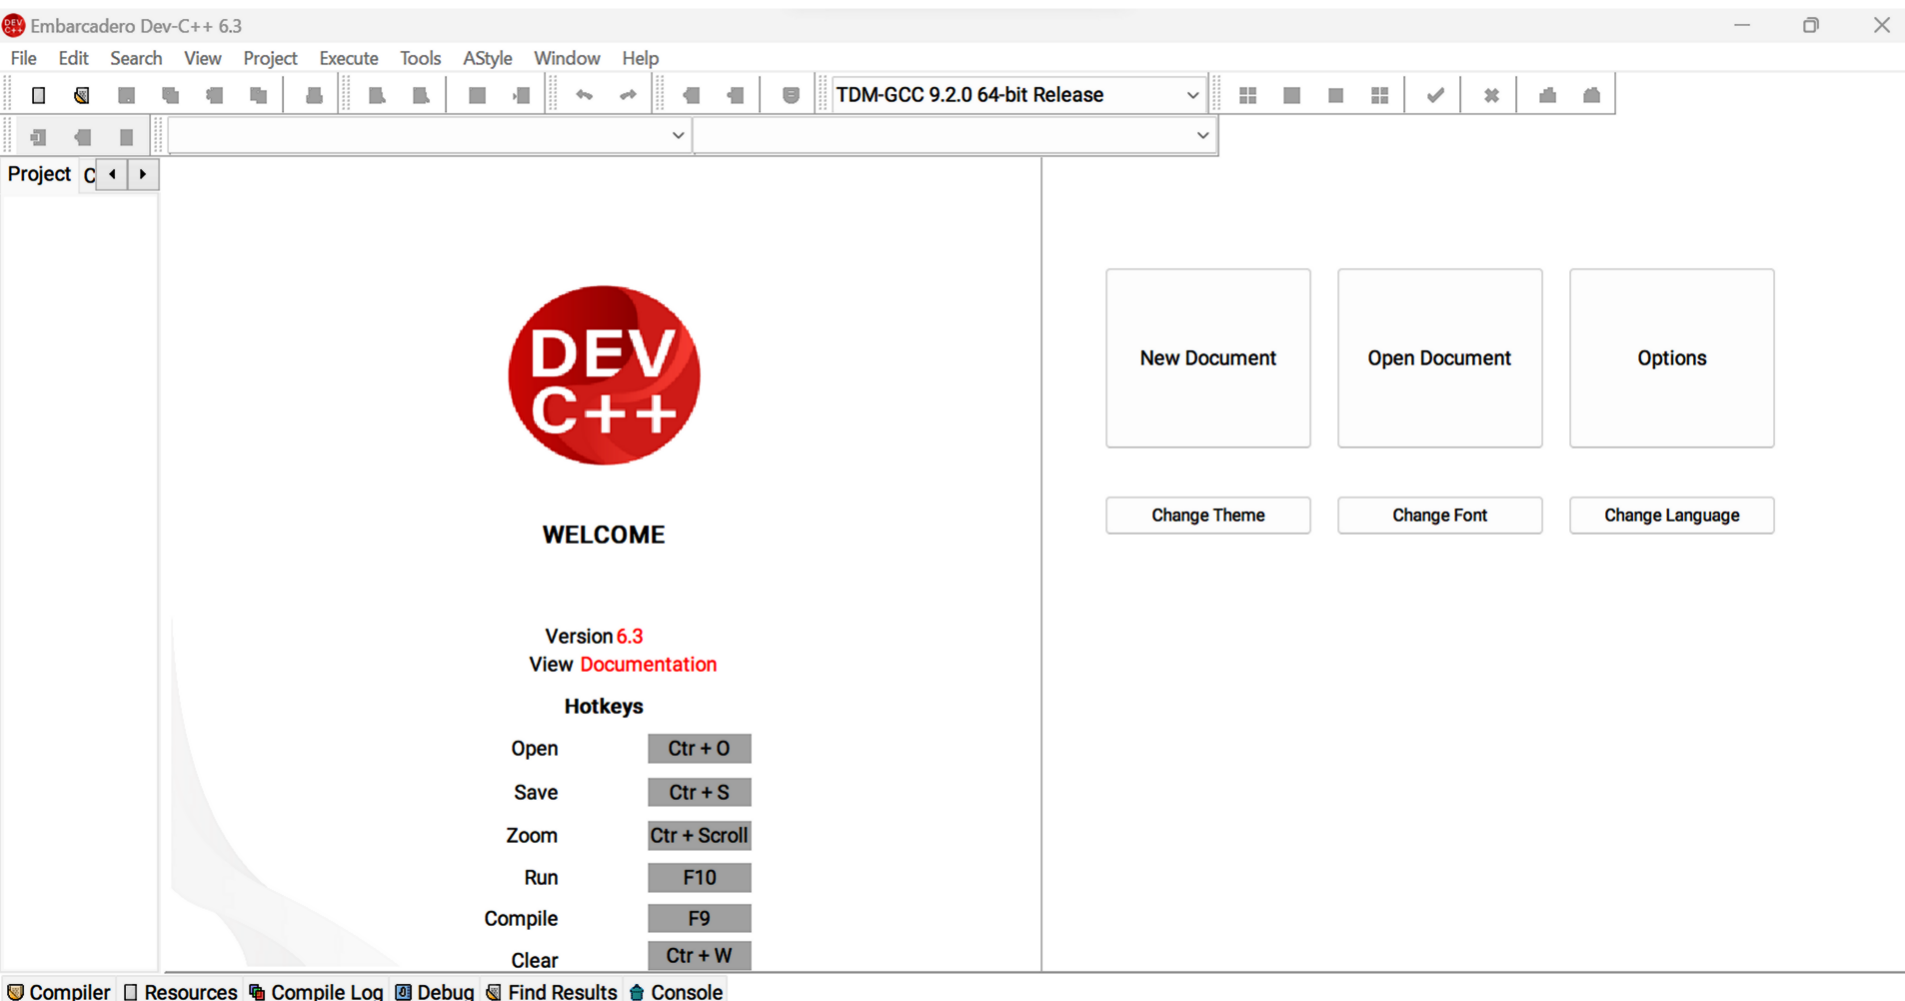 Embarcadero Dev-C++ 6.3
File Edit Search View Project Execute Tools AStyle Window Help
TDM-GCC 9.2.0 64-bit Release
Project C
DEV
C++
WELCOME
Version 6.3
View Documentation
Hotkeys
Open Ctr + O
Save Ctr + S
Zoom Ctr + Scroll
Run F10
Compile F9
Clear Ctr + W
New Document Open Document Options
Change Theme Change Font Change Language
Compiler Resources Compile Log Debug Find Results Console